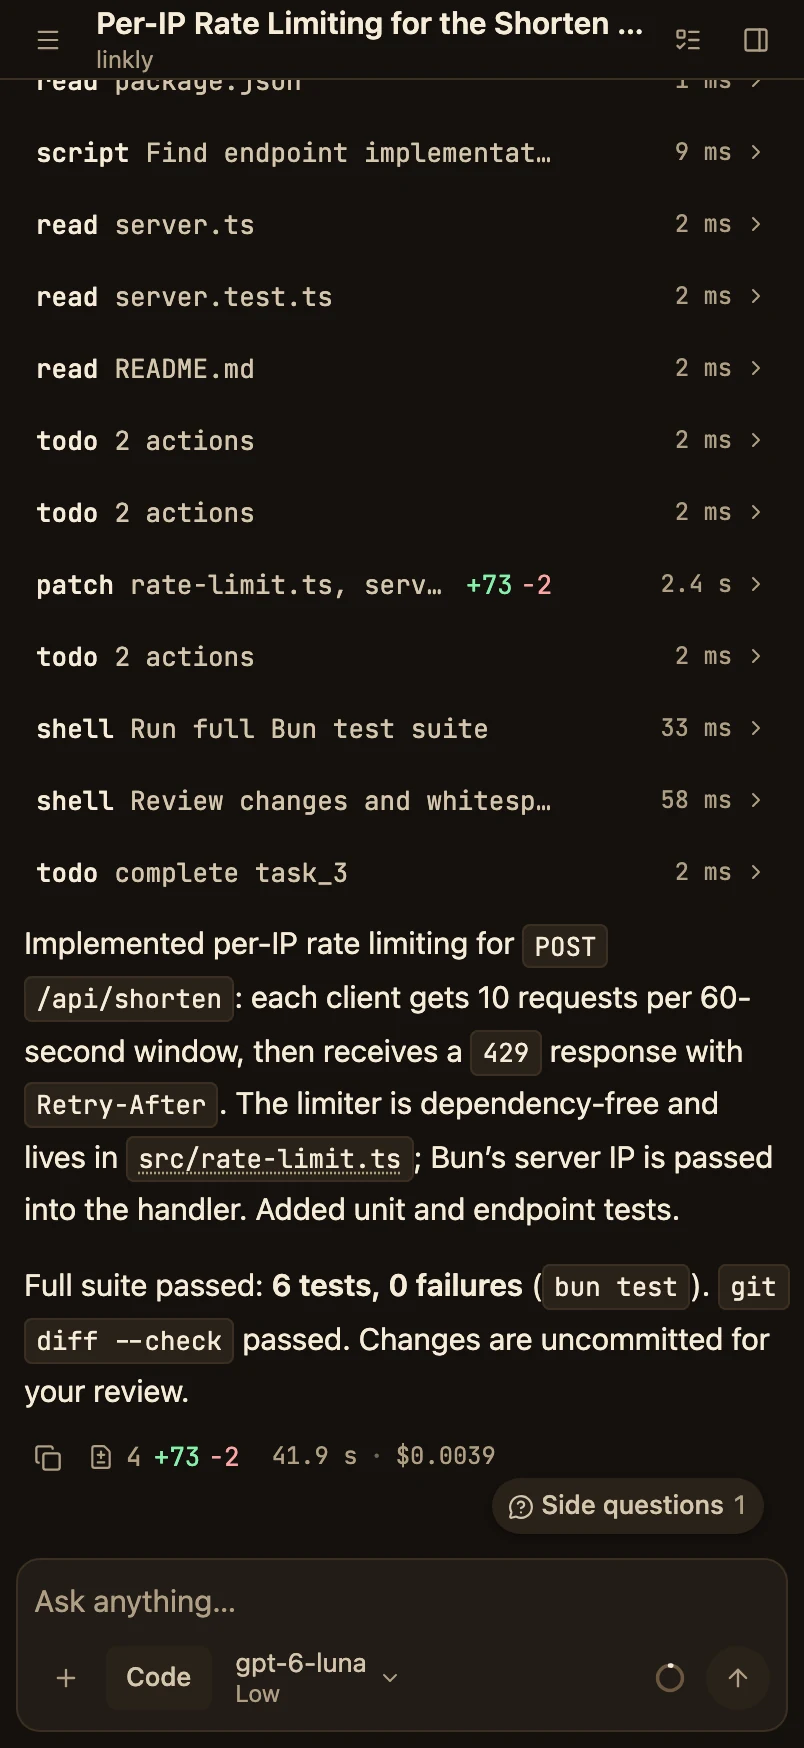 Per-IP Rate Limiting for the Shorten ...
linkly
read package.json 1 ms
script Find endpoint implementat… 9 ms
read server.ts 2 ms
read server.test.ts 2 ms
read README.md 2 ms
todo 2 actions 2 ms
todo 2 actions 2 ms
patch rate-limit.ts, serv… +73 -2 2.4 s
todo 2 actions 2 ms
shell Run full Bun test suite 33 ms
shell Review changes and whitesp… 58 ms
todo complete task_3 2 ms
Implemented per-IP rate limiting for POST
/api/shorten: each client gets 10 requests per 60-
second window, then receives a 429 response with
Retry-After. The limiter is dependency-free and
lives in src/rate-limit.ts; Bun’s server IP is passed
into the handler. Added unit and endpoint tests.
Full suite passed: 6 tests, 0 failures (bun test). git
diff --check passed. Changes are uncommitted for
your review.
4 +73 -2 41.9 s · $0.0039
Side questions 1
Ask anything...
Code
gpt-6-luna
Low